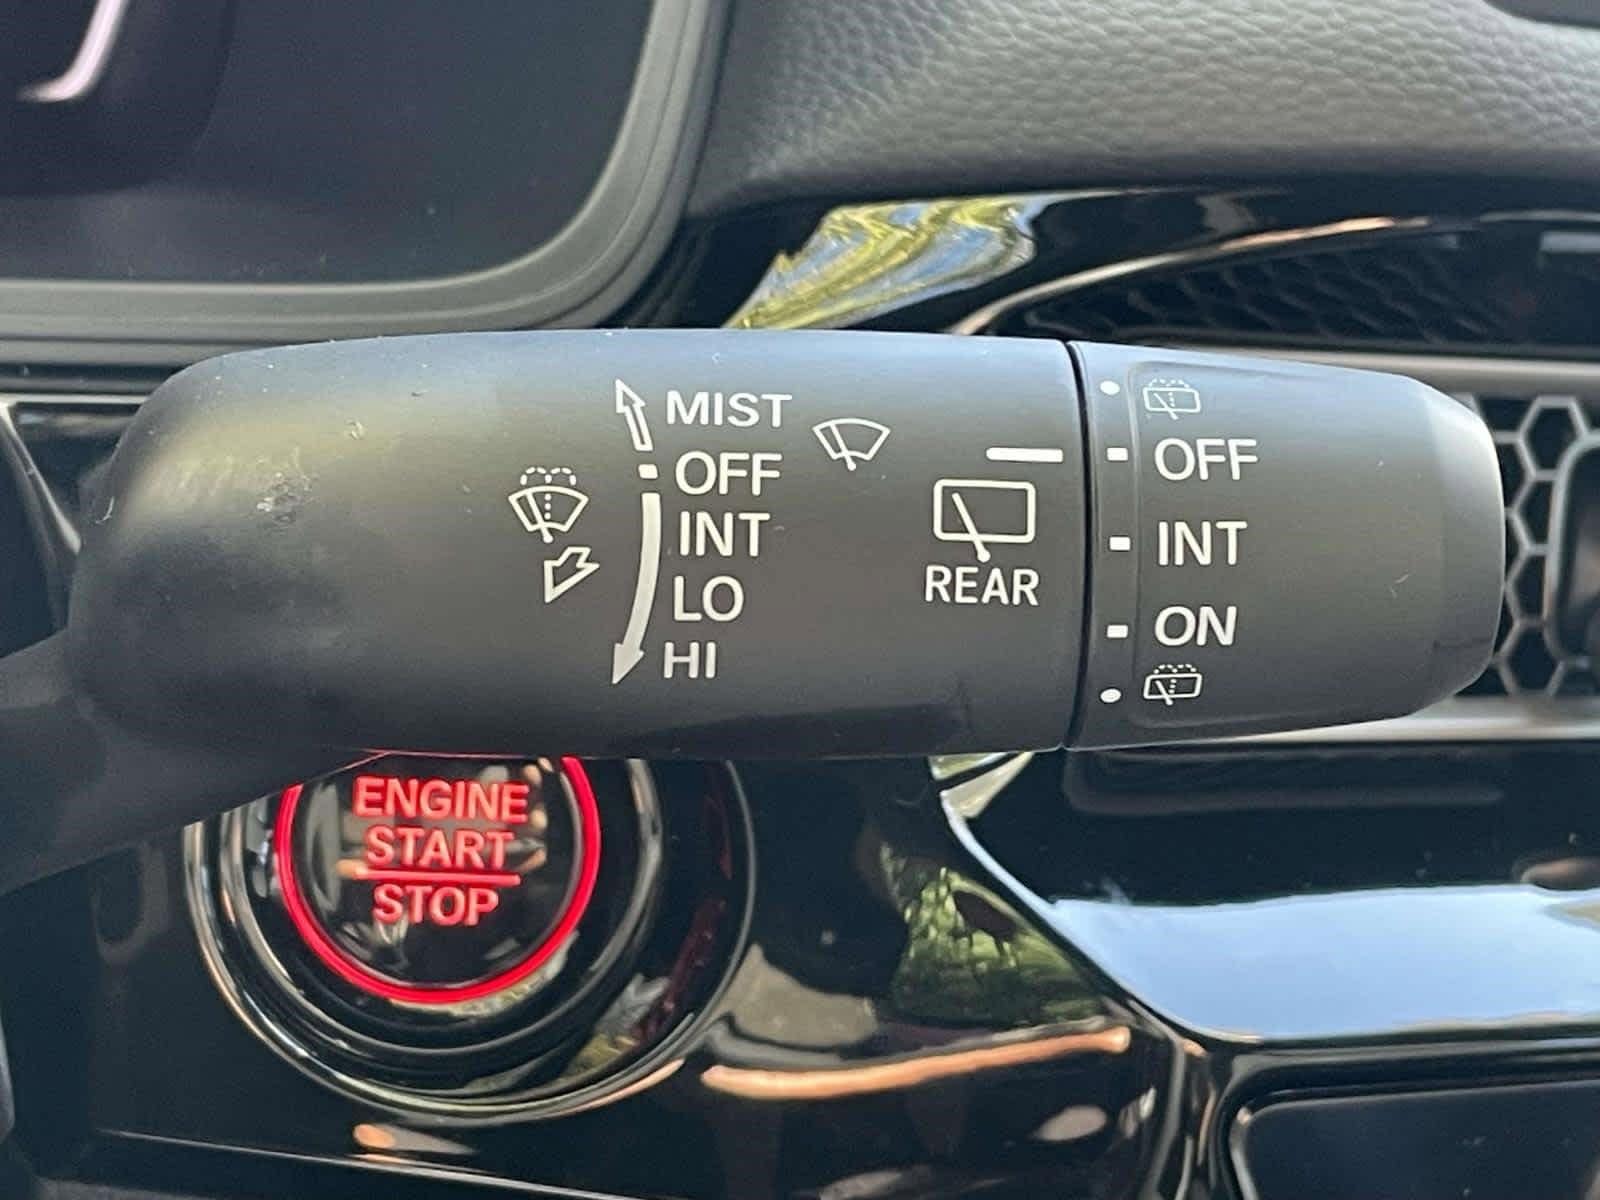 MIST
OFF
INT
LO
HI
REAR
OFF
INT
ON
ENGINE
START
STOP